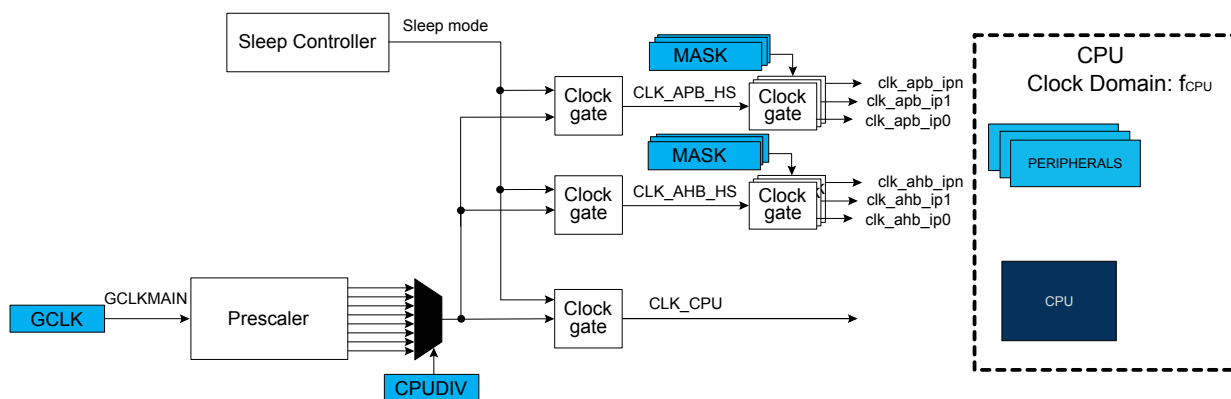 Sleep Controller
Sleep mode
MASK
Clock
gate
CLK_APB_HS
Clock
gate
clk_apb_ipn
clk_apb_ip1
clk_apb_ip0
MASK
Clock
gate
CLK_AHB_HS
Clock
gate
clk_ahb_ipn
clk_ahb_ip1
clk_ahb_ip0
GCLK
GCLKMAIN
Prescaler
CPUDIV
Clock
gate
CLK_CPU
CPU
Clock Domain: fCPU
PERIPHERALS
CPU